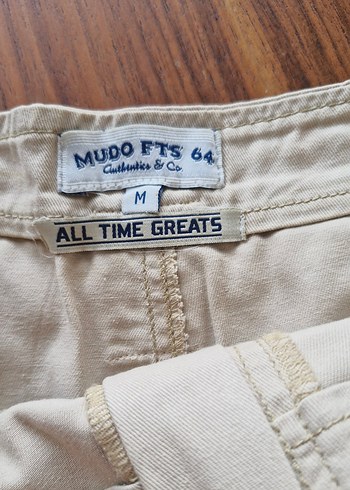 MUDO FTS 64
Authentics & Co.
M
ALL TIME GREATS